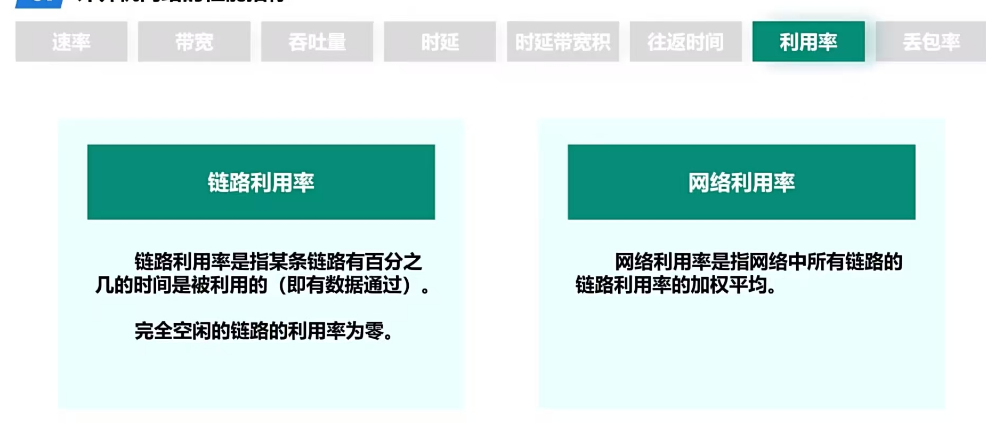 速率
带宽
吞吐量
时延
时延带宽积
往返时间
利用率
丢包率
链路利用率
链路利用率是指某条链路有百分之
几的时间是被利用的（即有数据通过）。
完全空闲的链路的利用率为零。
网络利用率
网络利用率是指网络中所有链路的
链路利用率的加权平均。